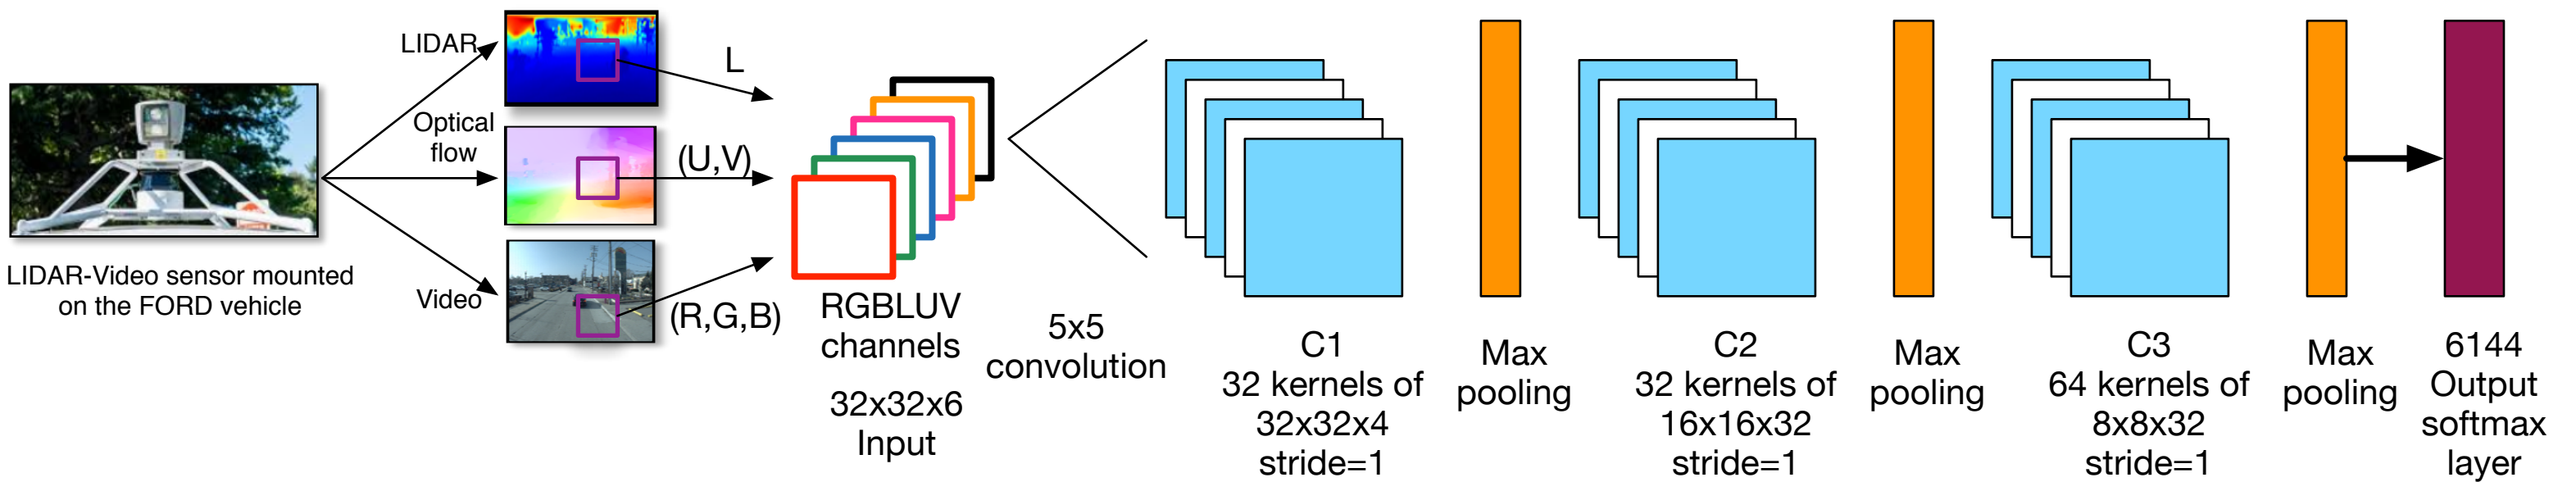 LIDAR
Optical
flow
Video
LIDAR-Video sensor mounted
on the FORD vehicle
L
(U,V)
(R,G,B)
RGBLUV
channels
32x32x6
Input
5x5
convolution
C1
32 kernels of
32x32x4
stride=1
Max
pooling
C2
32 kernels of
16x16x32
stride=1
Max
pooling
C3
64 kernels of
8x8x32
stride=1
Max
pooling
6144
Output
softmax
layer